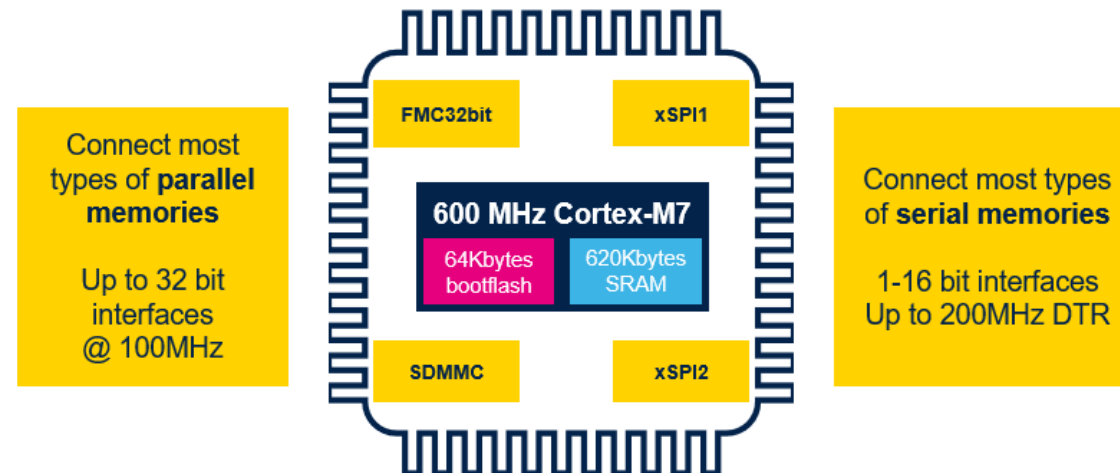 Connect most
types of parallel
memories
Up to 32 bit
interfaces
@ 100MHz
FMC32bit
xSPI1
600 MHz Cortex-M7
64Kbytes
bootflash
620Kbytes
SRAM
SDMMC
xSPI2
Connect most types
of serial memories
1-16 bit interfaces
Up to 200MHz DTR